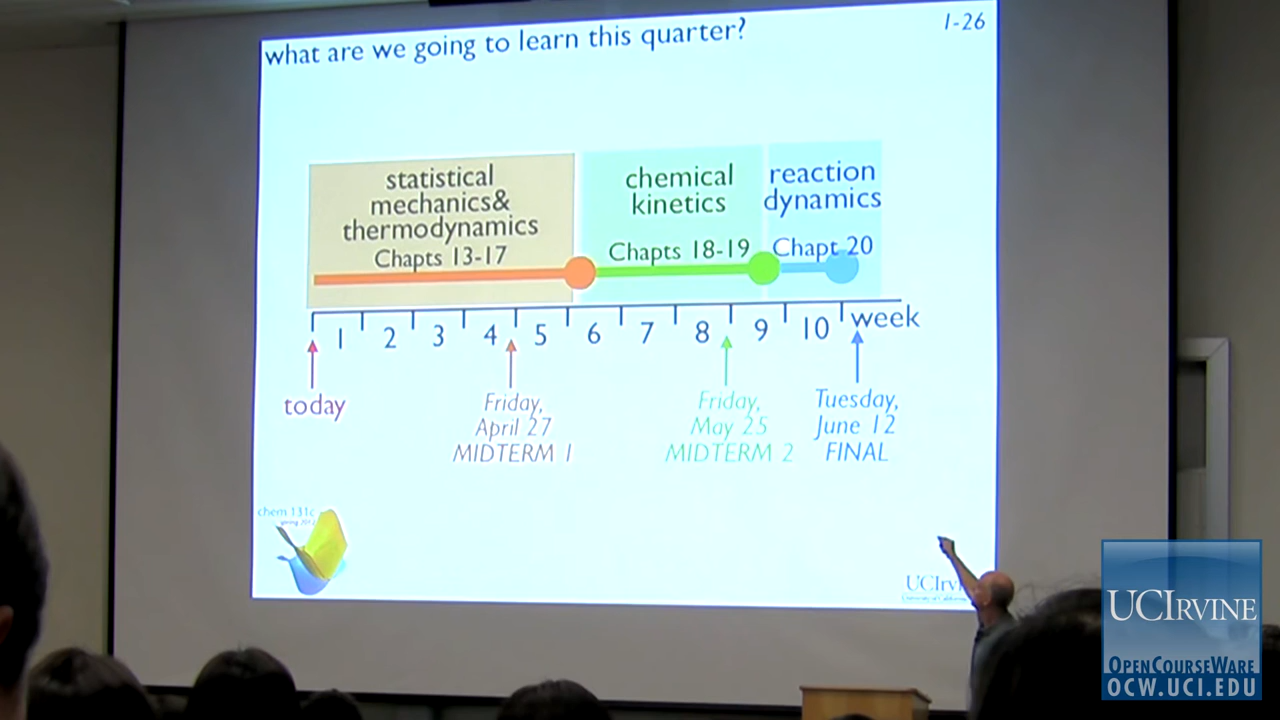 what are we going to learn this quarter?
1-26
statistical
mechanics&
thermodynamics
Chapts 13-17
chemical
kinetics
Chapts 18-19
reaction
dynamics
Chapt 20
1 2 3 4 5 6 7 8 9 10 week
today
Friday,
April 27
MIDTERM 1
Friday,
May 25
MIDTERM 2
Tuesday,
June 12
FINAL
chem 131c
spring 2012
UCIrvi
UCIRVINE
OPENCOURSEWARE
OCW.UCI.EDU